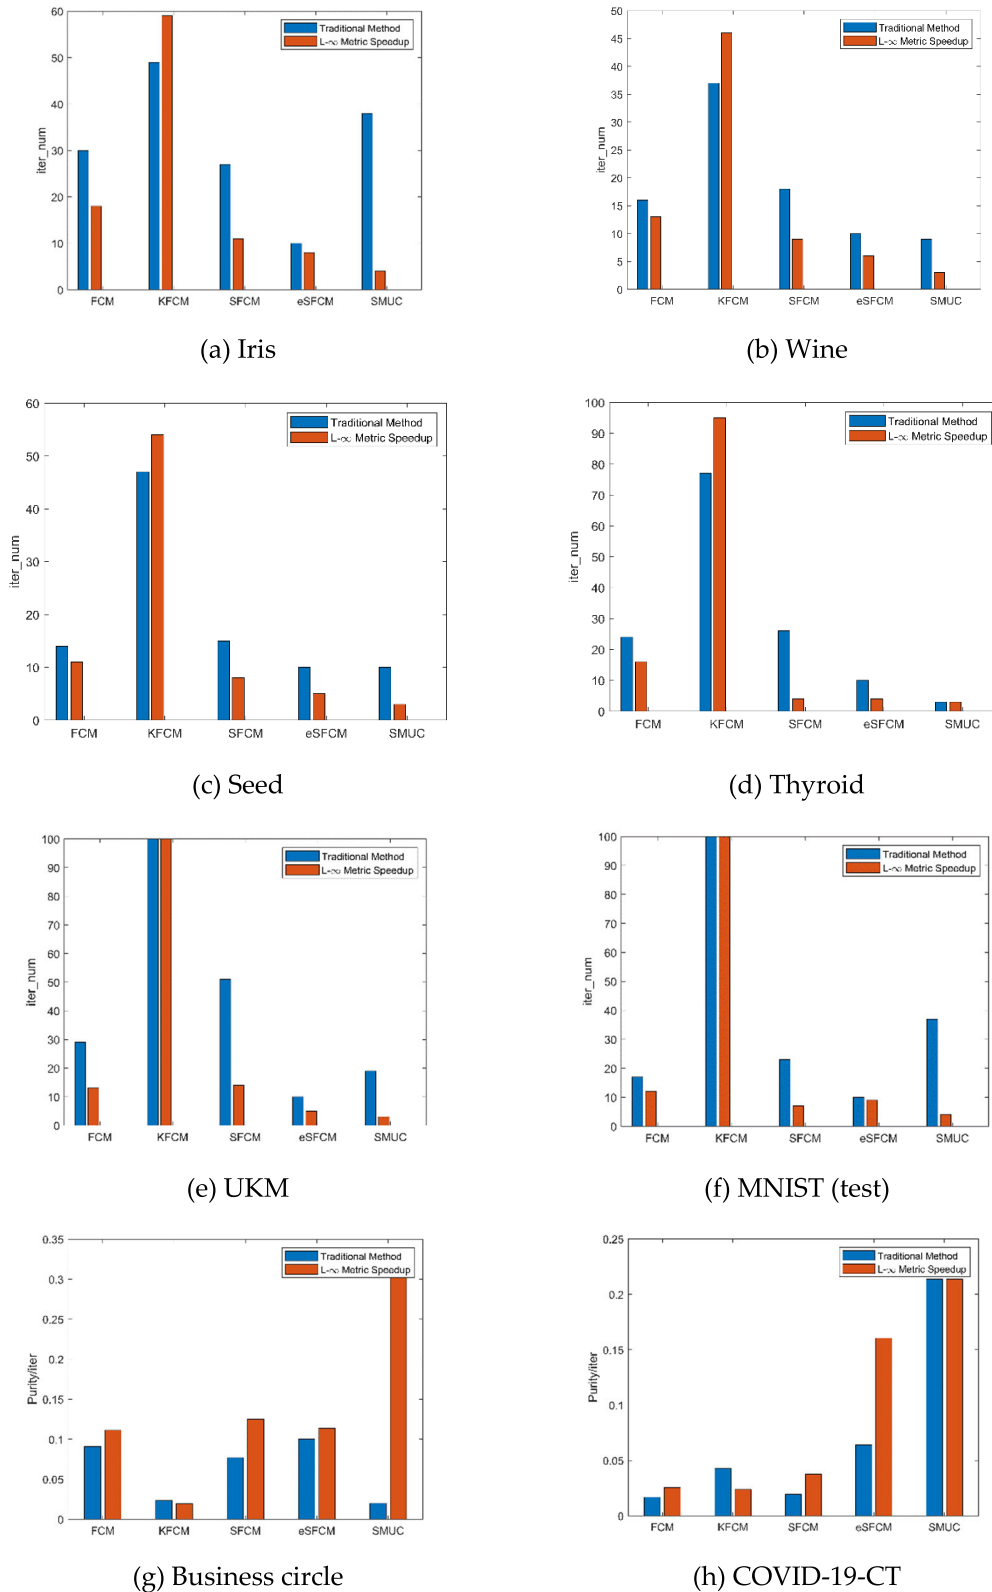 60
50
40
30
20
10
0
iter_num
Traditional Method
L-∞ Metric Speedup
FCM KFCM SFCM eSFCM SMUC
(a) Iris
50
45
40
35
30
25
20
15
10
5
0
iter_num
Traditional Method
L-∞ Metric Speedup
FCM KFCM SFCM eSFCM SMUC
(b) Wine
60
50
40
30
20
10
0
iter_num
Traditional Method
L-∞ Metric Speedup
FCM KFCM SFCM eSFCM SMUC
(c) Seed
100
90
80
70
60
50
40
30
20
10
0
iter_num
Traditional Method
L-∞ Metric Speedup
FCM KFCM SFCM eSFCM SMUC
(d) Thyroid
100
90
80
70
60
50
40
30
20
10
0
iter_num
Traditional Method
L-∞ Metric Speedup
FCM KFCM SFCM eSFCM SMUC
(e) UKM
100
90
80
70
60
50
40
30
20
10
0
iter_num
Traditional Method
L-∞ Metric Speedup
FCM KFCM SFCM eSFCM SMUC
(f) MNIST (test)
0.35
0.3
0.25
0.2
0.15
0.1
0.05
0
Purity/iter
Traditional Method
L-∞ Metric Speedup
FCM KFCM SFCM eSFCM SMUC
(g) Business circle
0.25
0.2
0.15
0.1
0.05
0
Purity/iter
Traditional Method
L-∞ Metric Speedup
FCM KFCM SFCM eSFCM SMUC
(h) COVID-19-CT